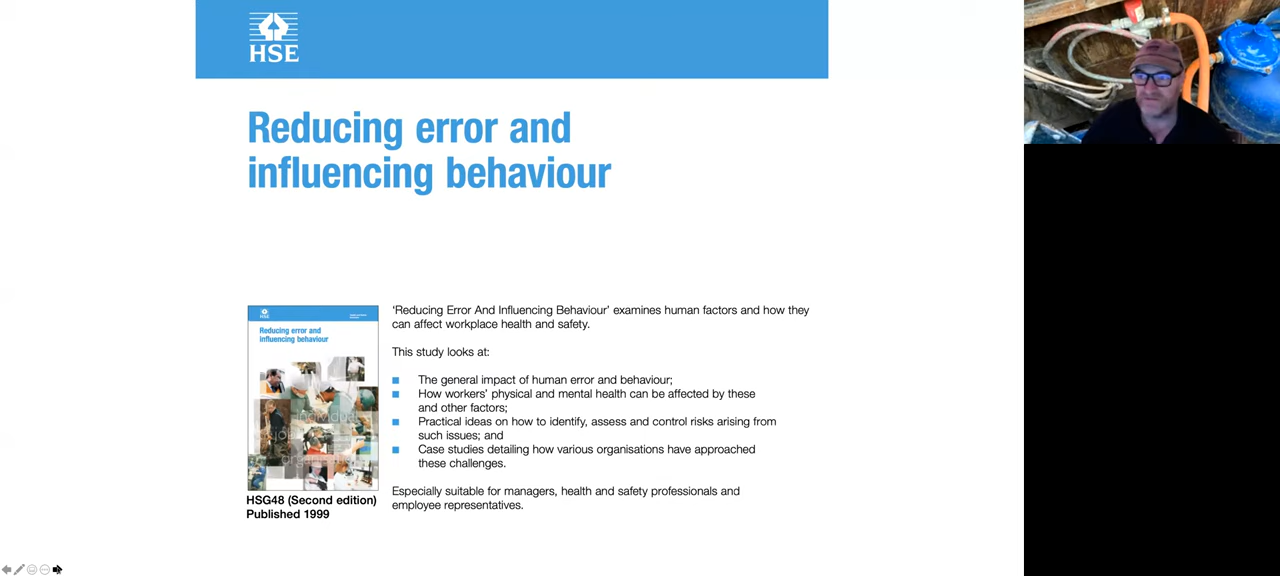 HSE
Reducing error and
influencing behaviour
HSE
Reducing error and
influencing behaviour
'Reducing Error And Influencing Behaviour' examines human factors and how they
can affect workplace health and safety.
This study looks at:
The general impact of human error and behaviour;
How workers' physical and mental health can be affected by these
and other factors;
Practical ideas on how to identify, assess and control risks arising from
such issues; and
Case studies detailing how various organisations have approached
these challenges.
Especially suitable for managers, health and safety professionals and
employee representatives.
HSG48 (Second edition)
Published 1999